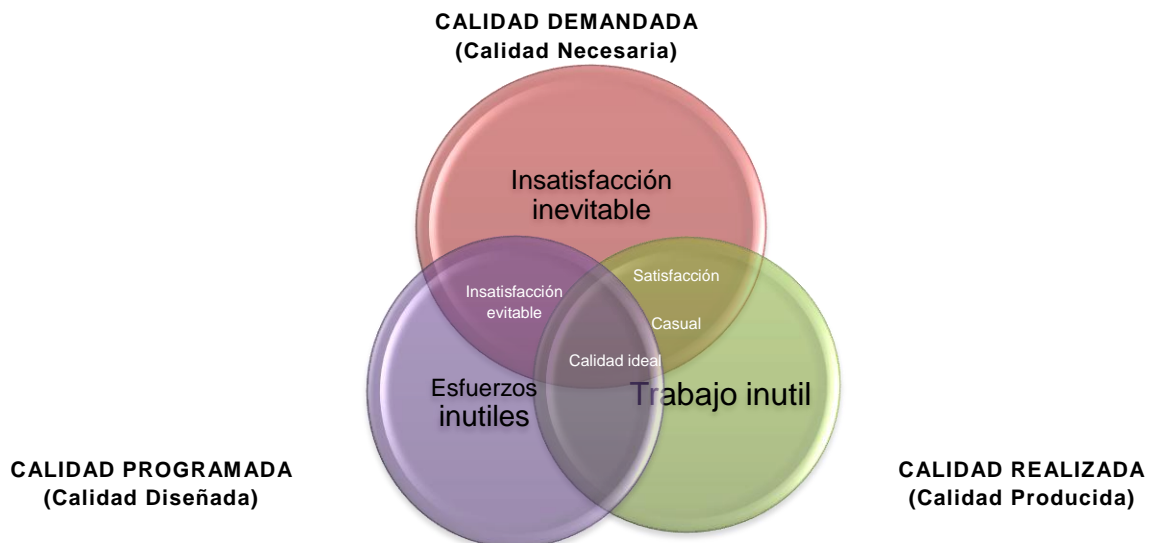 CALIDAD DEMANDADA
(Calidad Necesaria)
Insatisfacción
inevitable
Insatisfacción
evitable
Satisfacción
Casual
Calidad ideal
Esfuerzos
inutiles
Trabajo inutil
CALIDAD PROGRAMADA
(Calidad Diseñada)
CALIDAD REALIZADA
(Calidad Producida)